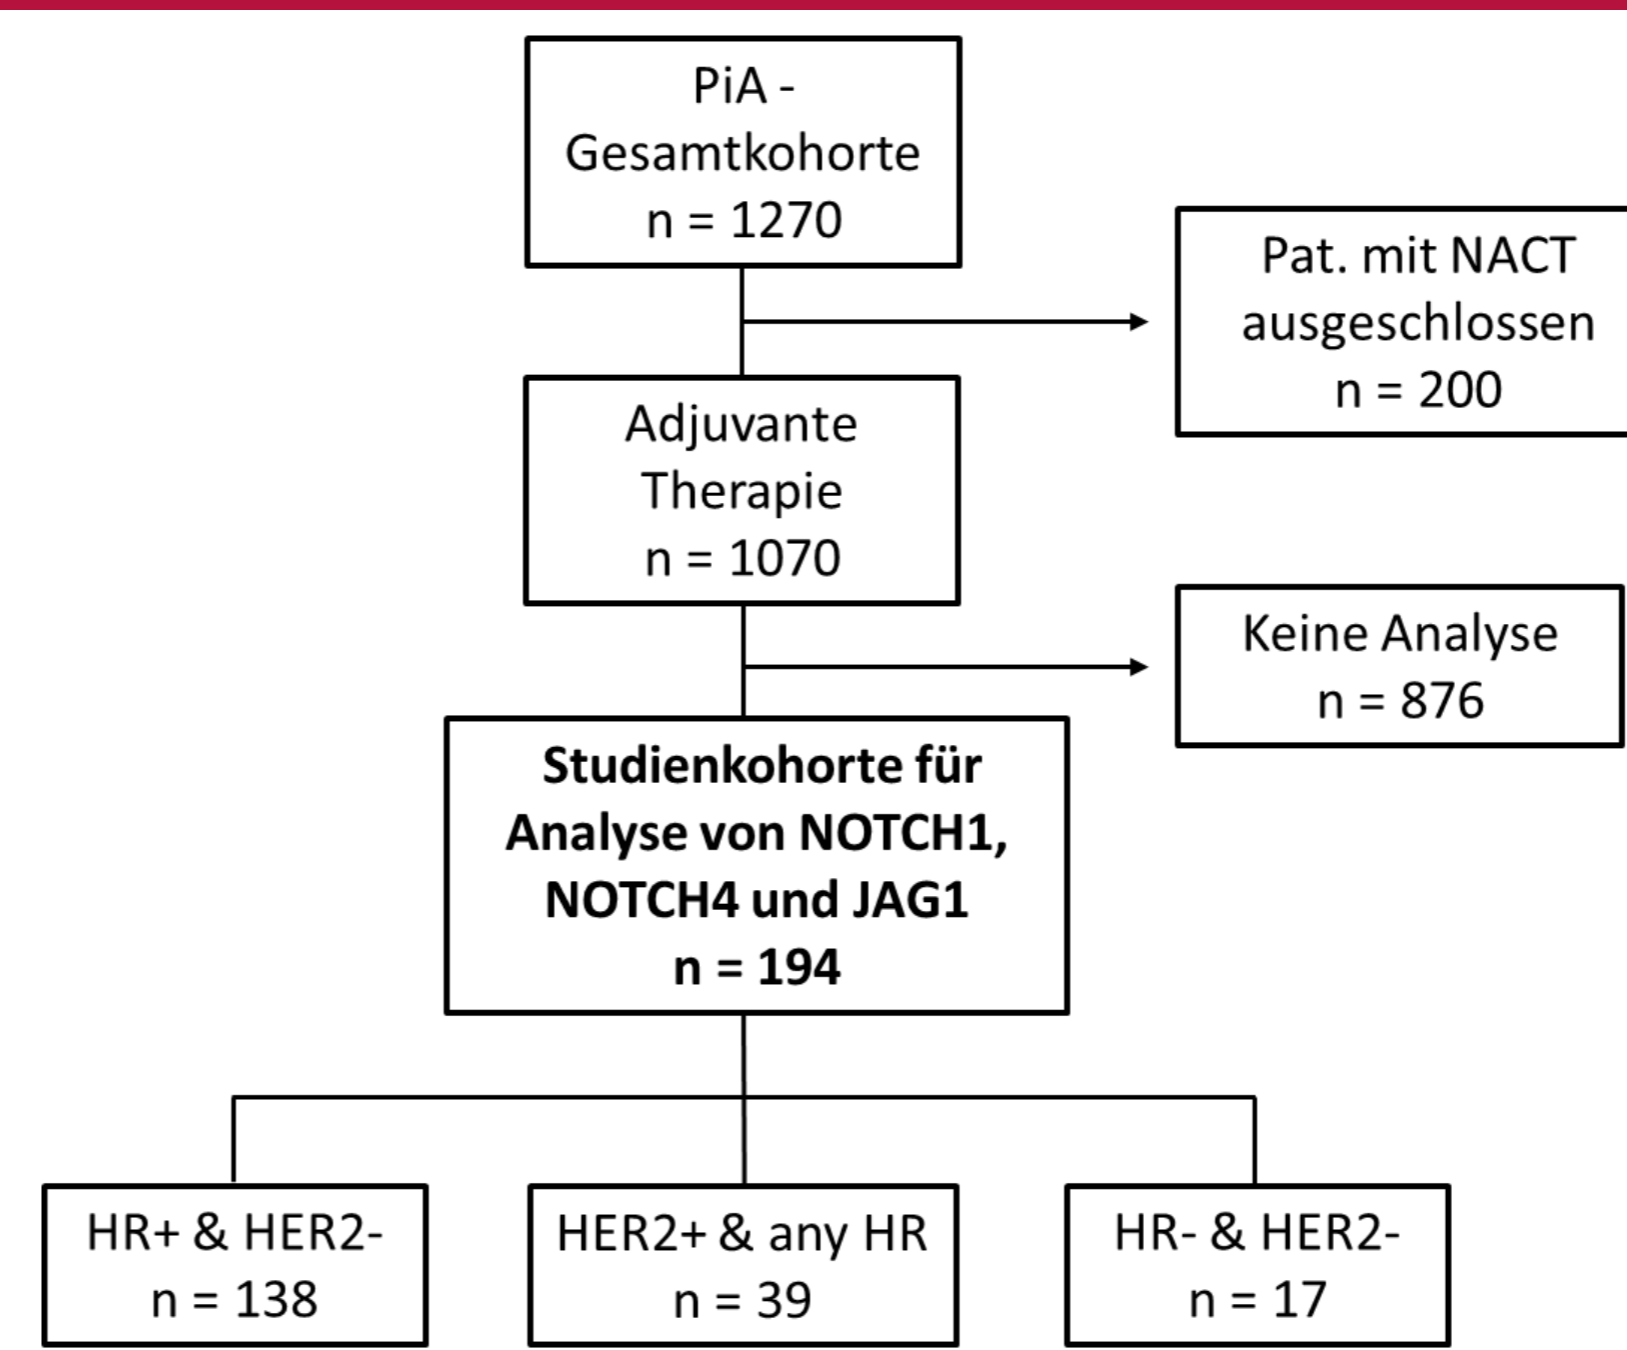 PiA -
Gesamtkohorte
n = 1270
Pat. mit NACT
ausgeschlossen
n = 200
Adjuvante
Therapie
n = 1070
Keine Analyse
n = 876
Studienkohorte für
Analyse von NOTCH1,
NOTCH4 und JAG1
n = 194
HR+ & HER2-
n = 138
HER2+ & any HR
n = 39
HR- & HER2-
n = 17